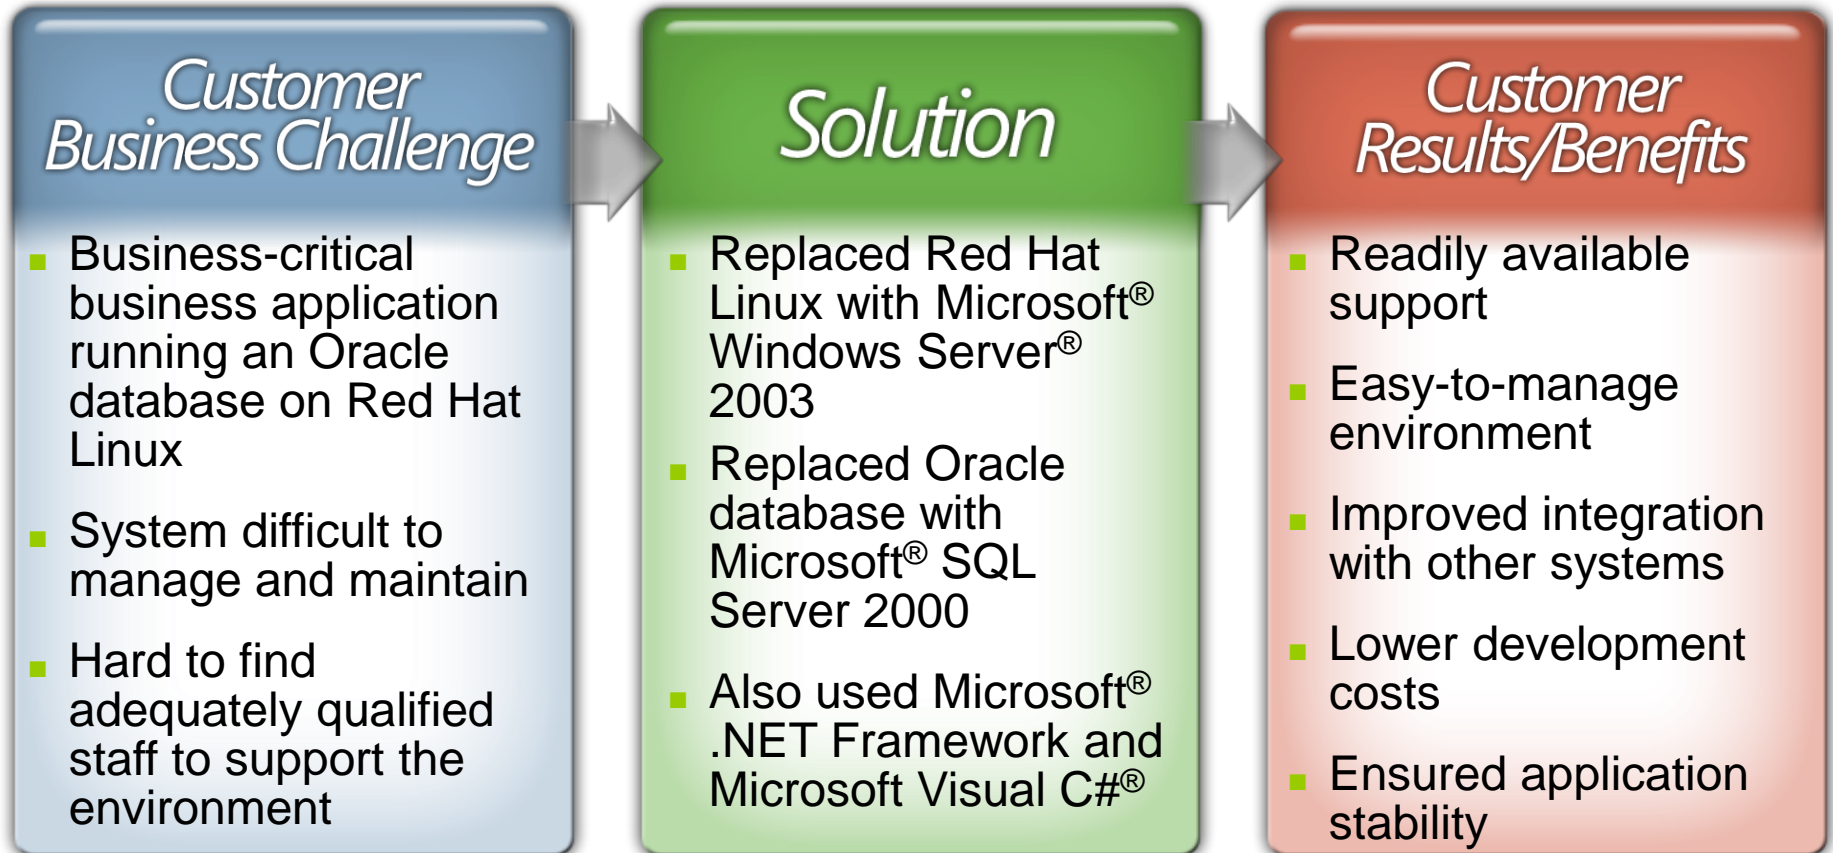 Customer
Business Challenge
Business-critical
business application
running an Oracle
database on Red Hat
Linux
System difficult to
manage and maintain
Hard to find
adequately qualified
staff to support the
environment
Solution
Replaced Red Hat
Linux with Microsoft®
Windows Server®
2003
Replaced Oracle
database with
Microsoft® SQL
Server 2000
Also used Microsoft®
.NET Framework and
Microsoft Visual C#®
Customer
Results/Benefits
Readily available
support
Easy-to-manage
environment
Improved integration
with other systems
Lower development
costs
Ensured application
stability